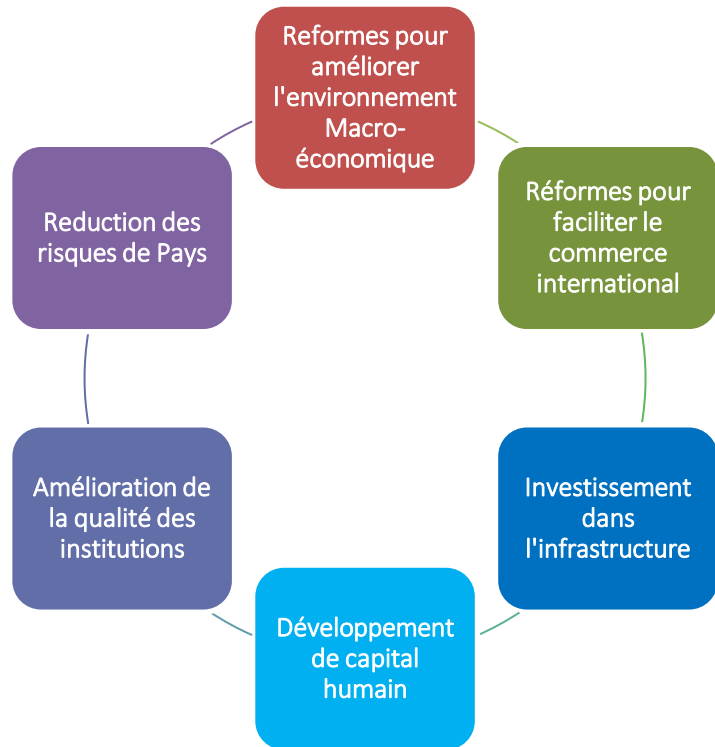 Reformes pour
améliorer
l'environnement
Macro-
économique
Réformes pour
faciliter le
commerce
international
Investissement
dans
l'infrastructure
Développement
de capital
humain
Amélioration de
la qualité des
institutions
Reduction des
risques de Pays